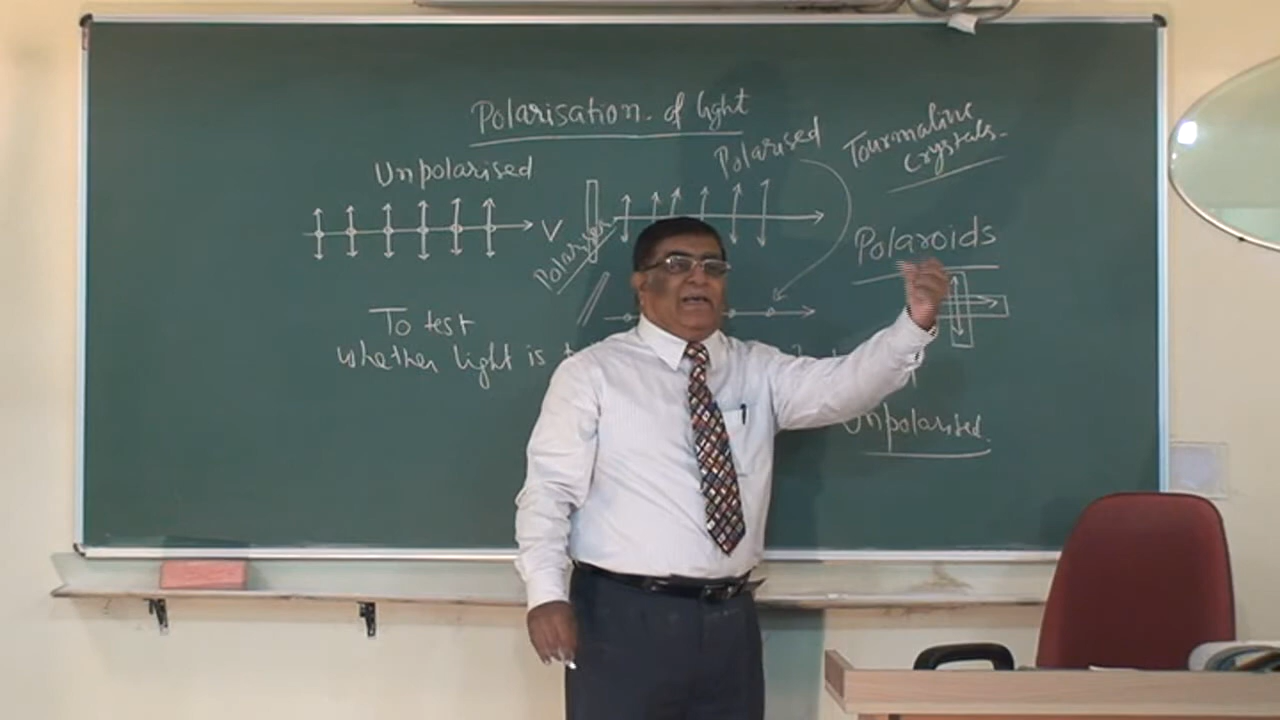 Polarisation of light
Unpolarised
Polarised
Tourmaline
Crystals
V
Polariser
Polaroids
To test
whether light is
Unpolarised.